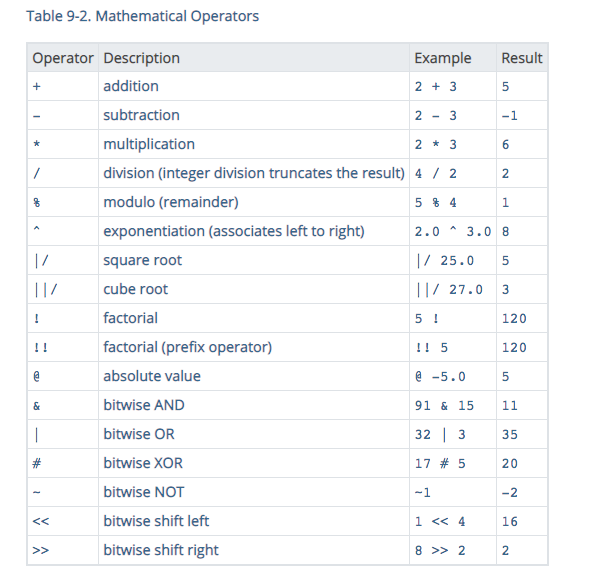 Table 9-2. Mathematical Operators
Operator Description Example Result
+ addition 2 + 3 5
- subtraction 2 - 3 -1
* multiplication 2 * 3 6
/ division (integer division truncates the result) 4 / 2 2
% modulo (remainder) 5 % 4 1
^ exponentiation (associates left to right) 2.0 ^ 3.0 8
|/ square root |/ 25.0 5
||/ cube root ||/ 27.0 3
! factorial 5 ! 120
!! factorial (prefix operator) !! 5 120
@ absolute value @ -5.0 5
& bitwise AND 91 & 15 11
| bitwise OR 32 | 3 35
# bitwise XOR 17 # 5 20
~ bitwise NOT ~1 -2
<< bitwise shift left 1 << 4 16
>> bitwise shift right 8 >> 2 2